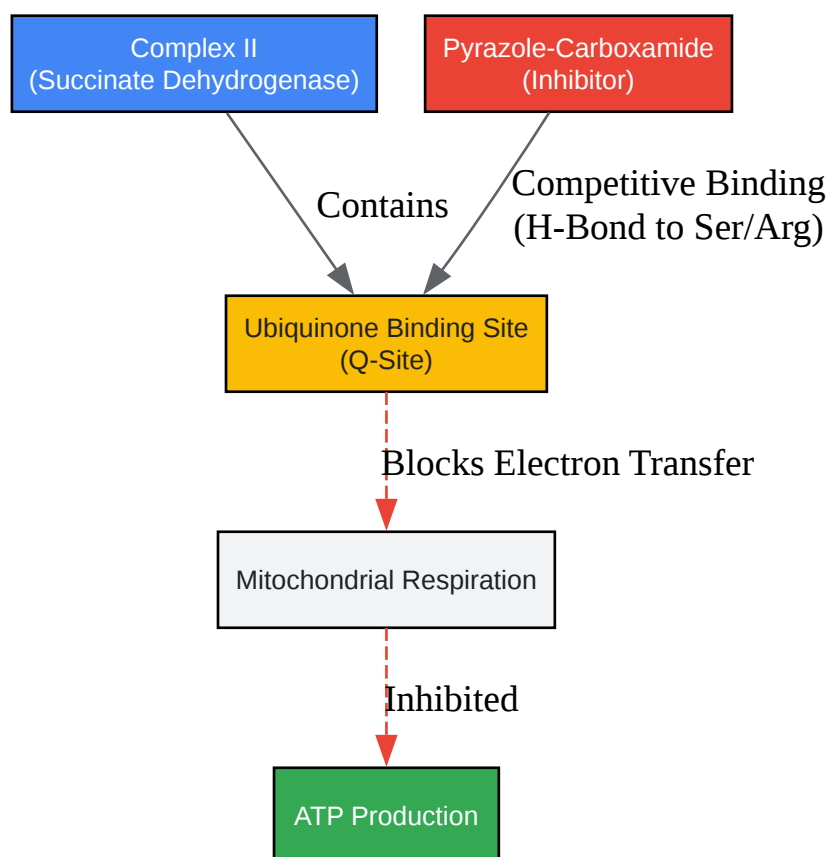 Complex II
(Succinate Dehydrogenase)
Pyrazole-Carboxamide
(Inhibitor)
Contains
Competitive Binding
(H-Bond to Ser/Arg)
Ubiquinone Binding Site
(Q-Site)
Blocks Electron Transfer
Mitochondrial Respiration
Inhibited
ATP Production